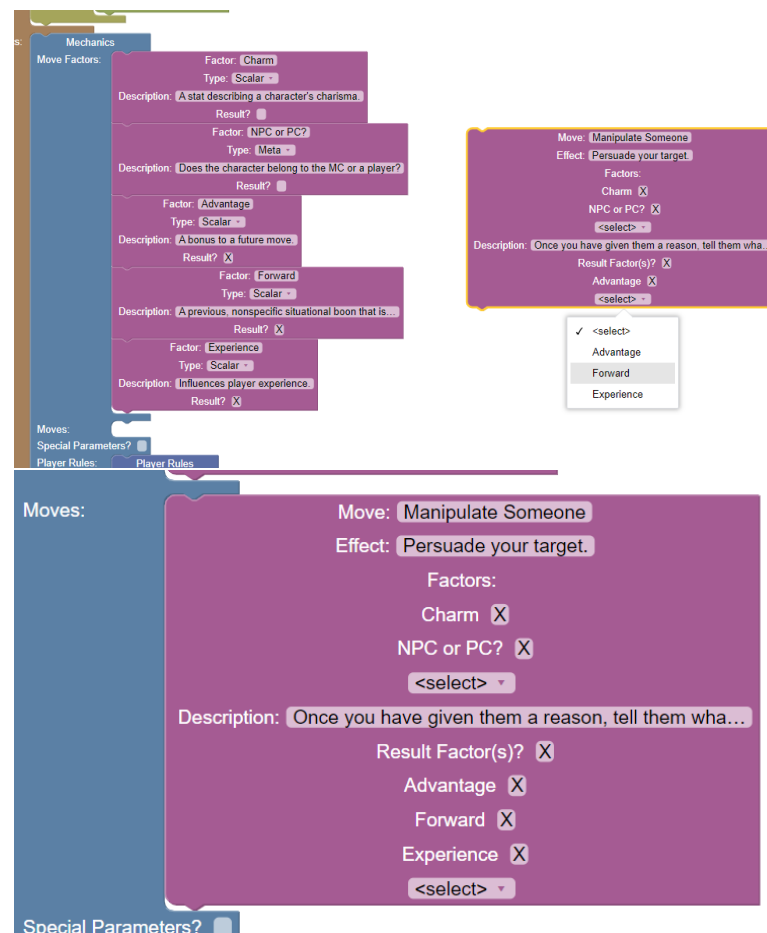 s:
Mechanics
Move Factors:
Factor: Charm
Type: Scalar
Description: A stat describing a character's charisma.
Result?
Factor: NPC or PC?
Type: Meta
Description: Does the character belong to the MC or a player?
Result?
Factor: Advantage
Type: Scalar
Description: A bonus to a future move.
Result? X
Factor: Forward
Type: Scalar
Description: A previous, nonspecific situational boon that is...
Result? X
Factor: Experience
Type: Scalar
Description: Influences player experience.
Result? X
Moves:
Special Parameters?
Player Rules: Player Rules
Move: Manipulate Someone
Effect: Persuade your target.
Factors:
Charm X
NPC or PC? X
<select>
Description: Once you have given them a reason, tell them wha...
Result Factor(s)? X
Advantage X
<select>
✓ <select>
Advantage
Forward
Experience
Moves:
Move: Manipulate Someone
Effect: Persuade your target.
Factors:
Charm X
NPC or PC? X
<select>
Description: Once you have given them a reason, tell them wha...
Result Factor(s)? X
Advantage X
Forward X
Experience X
<select>
Special Parameters?